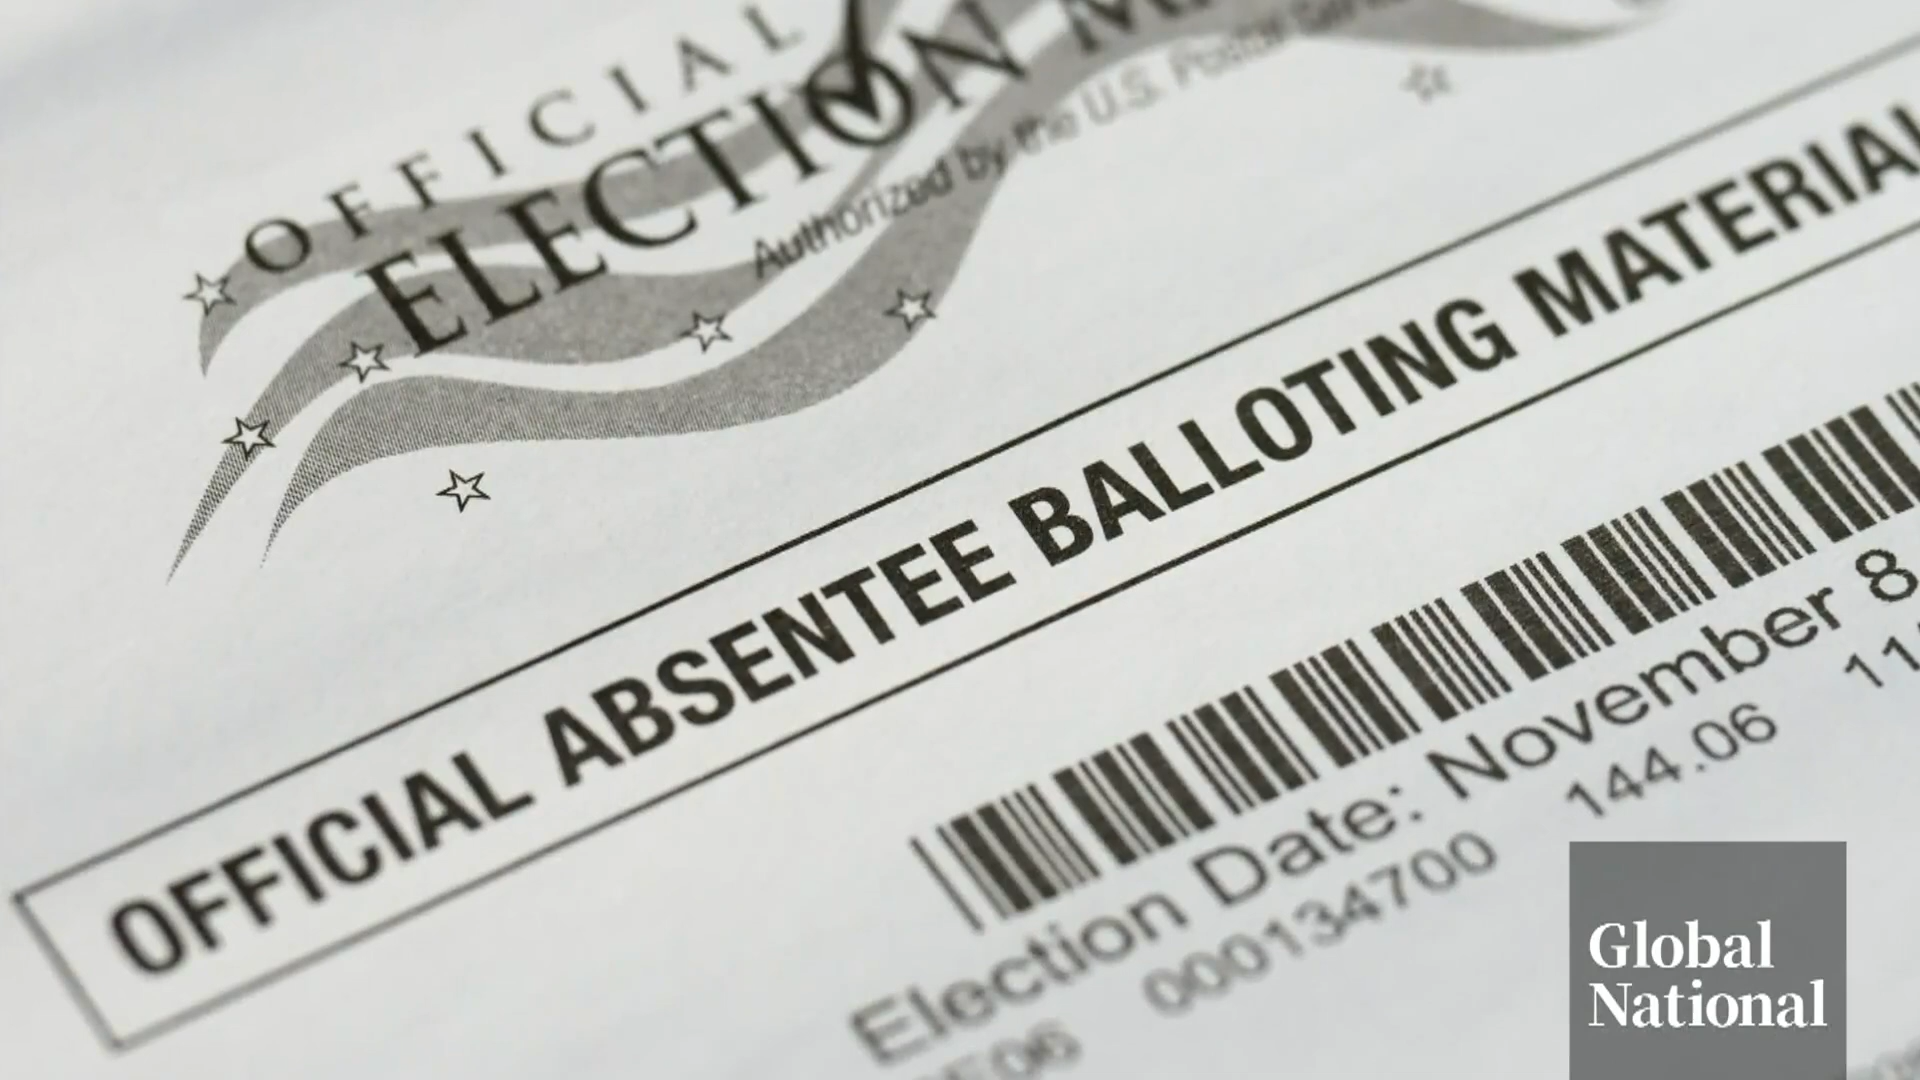 OFFICIAL
ELECTION
Authorized by the U.S. Postal
OFFICIAL ABSENTEE BALLOTING MATERIAL
Election Date: November 8
000134700 144.06 11
Global
National